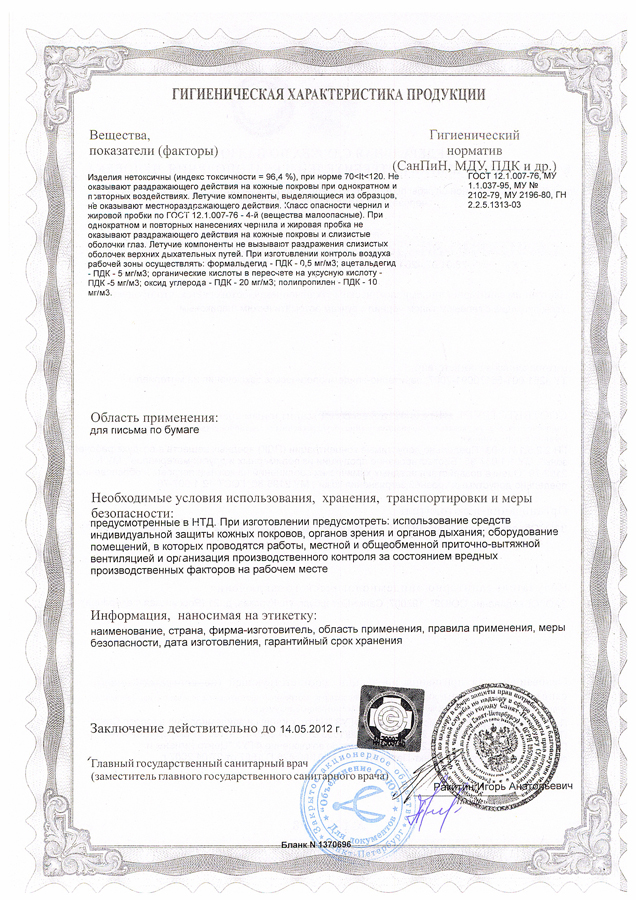 ГИГИЕНИЧЕСКАЯ ХАРАКТЕРИСТИКА ПРОДУКЦИИ
Вещества,
показатели (факторы)
Гигиенический
норматив
(СанПиН, МДУ, ПДК и др.)
Изделия нетоксичны (индекс токсичности = 96,4 %), при норме 70<It<120. Не
оказывают раздражающего действия на кожные покровы при однократном и
повторных воздействиях. Летучие компоненты, выделяющиеся из образцов,
не оказывают местнораздражающего действия. Класс опасности чернил и
жировой пробки по ГОСТ 12.1.007-76 - 4-й (вещества малоопасные). При
однократном и повторных нанесениях чернила и жировая пробка не
оказывают раздражающего действия на кожные покровы и слизистые
оболочки глаз. Летучие компоненты не вызывают раздражения слизистых
оболочек верхних дыхательных путей. При изготовлении контроль воздуха
рабочей зоны осуществлять: формальдегид - ПДК - 0,5 мг/м3; ацетальдегид
- ПДК - 5 мг/м3; органические кислоты в пересчете на уксусную кислоту -
ПДК -5 мг/м3; оксид углерода - ПДК - 20 мг/м3; полипропилен - ПДК - 10
мг/м3.
ГОСТ 12.1.007-76, МУ
1.1.037-95, МУ №
2102-79, МУ 2196-80, ГН
2.2.5.1313-03
Область применения:
для письма по бумаге
Необходимые условия использования, хранения, транспортировки и меры
безопасности:
предусмотренные в НТД. При изготовлении предусмотреть: использование средств
индивидуальной защиты кожных покровов, органов зрения и органов дыхания; оборудование
помещений, в которых проводятся работы, местной и общеобменной приточно-вытяжной
вентиляцией и организация производственного контроля за состоянием вредных
производственных факторов на рабочем месте
Информация, наносимая на этикетку:
наименование, страна, фирма-изготовитель, область применения, правила применения, меры
безопасности, дата изготовления, гарантийный срок хранения
Заключение действительно до 14.05.2012 г.
Главный государственный санитарный врач
(заместитель главного государственного санитарного врача)
Ракитин Игорь Анатольевич
Закрытое акционерное общество
Для документов
Санкт-Петербург
Бланк N 1370696